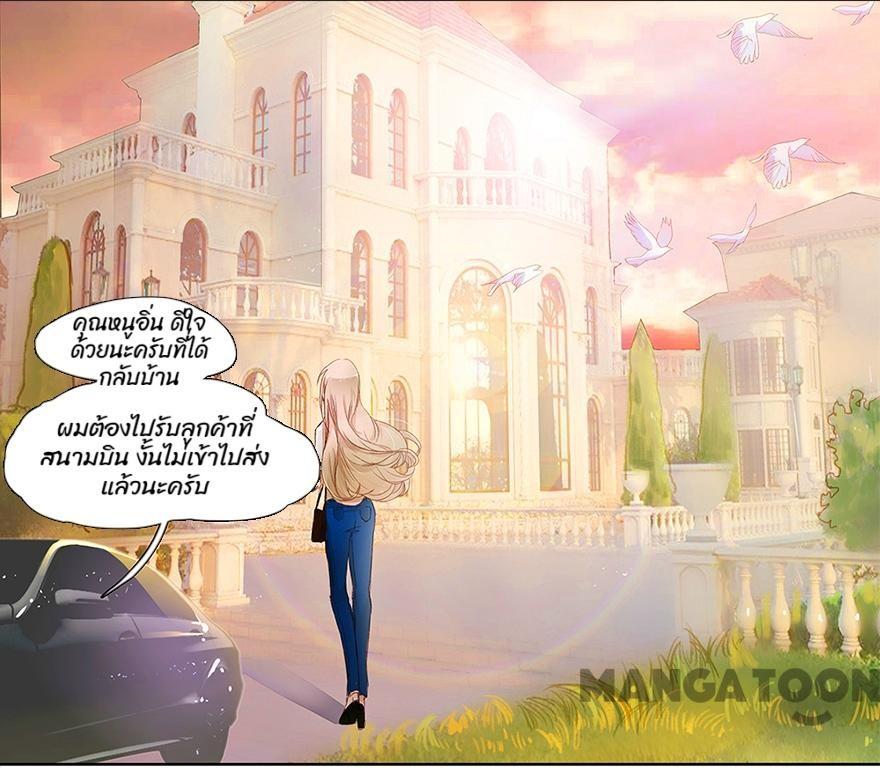 คุณหนูอิ่น ดีใจ
ด้วยนะครับที่ได้
กลับบ้าน
ผมต้องไปรับลูกค้าที่
สนามบิน งั้นไม่เข้าไปส่ง
แล้วนะครับ
MANGATOON